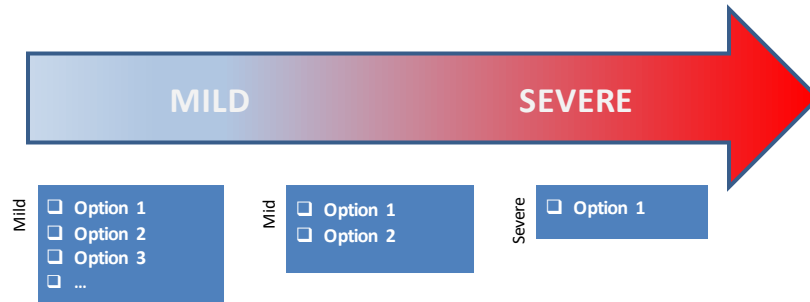 MILD SEVERE
Mild
Option 1
Option 2
Option 3
...
Mid
Option 1
Option 2
Severe
Option 1